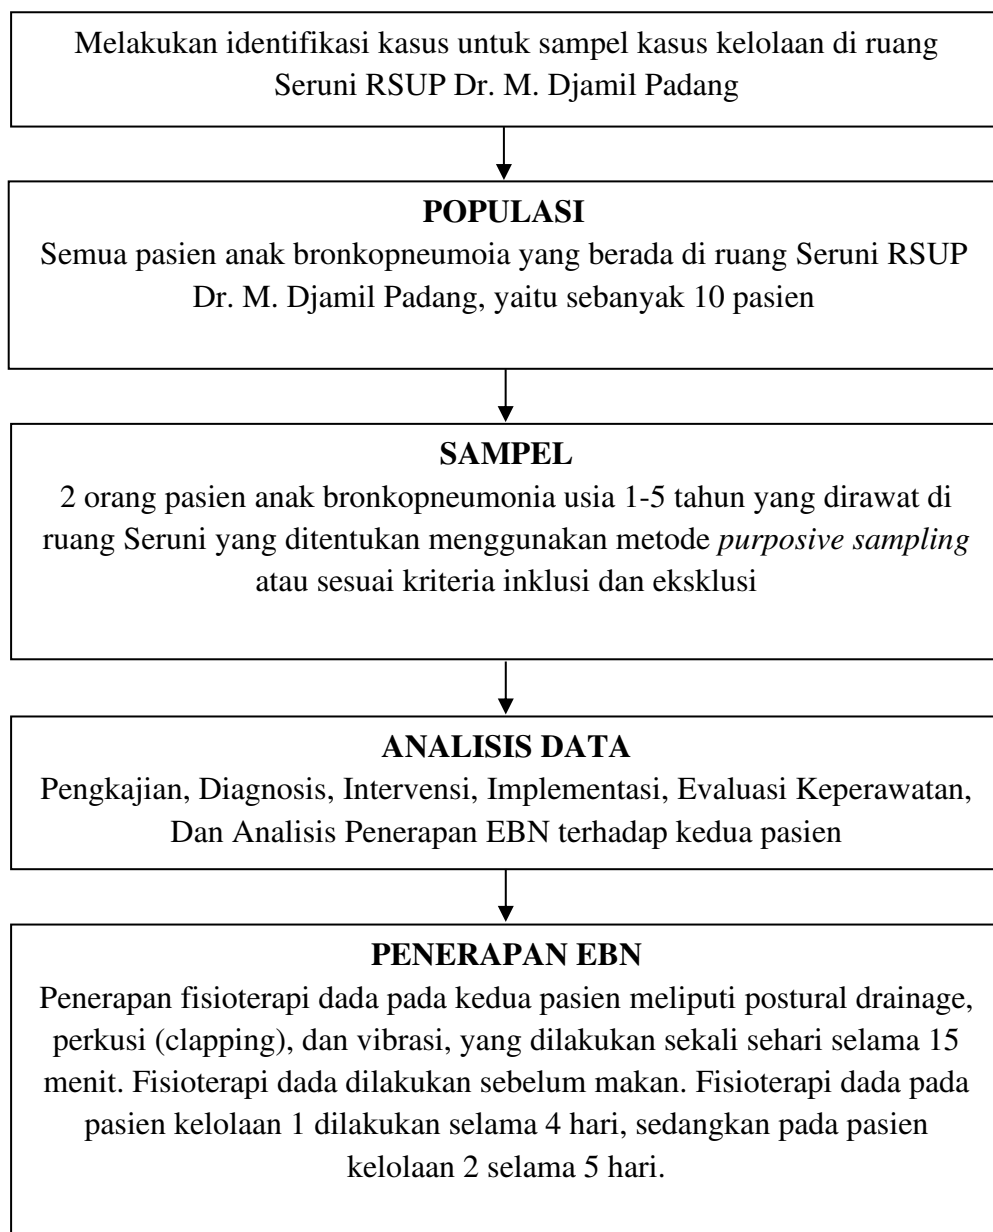 Melakukan identifikasi kasus untuk sampel kasus kelolaan di ruang
Seruni RSUP Dr. M. Djamil Padang
POPULASI
Semua pasien anak bronkopneumoia yang berada di ruang Seruni RSUP
Dr. M. Djamil Padang, yaitu sebanyak 10 pasien
SAMPEL
2 orang pasien anak bronkopneumonia usia 1-5 tahun yang dirawat di
ruang Seruni yang ditentukan menggunakan metode purposive sampling
atau sesuai kriteria inklusi dan eksklusi
ANALISIS DATA
Pengkajian, Diagnosis, Intervensi, Implementasi, Evaluasi Keperawatan,
Dan Analisis Penerapan EBN terhadap kedua pasien
PENERAPAN EBN
Penerapan fisioterapi dada pada kedua pasien meliputi postural drainage,
perkusi (clapping), dan vibrasi, yang dilakukan sekali sehari selama 15
menit. Fisioterapi dada dilakukan sebelum makan. Fisioterapi dada pada
pasien kelolaan 1 dilakukan selama 4 hari, sedangkan pada pasien
kelolaan 2 selama 5 hari.